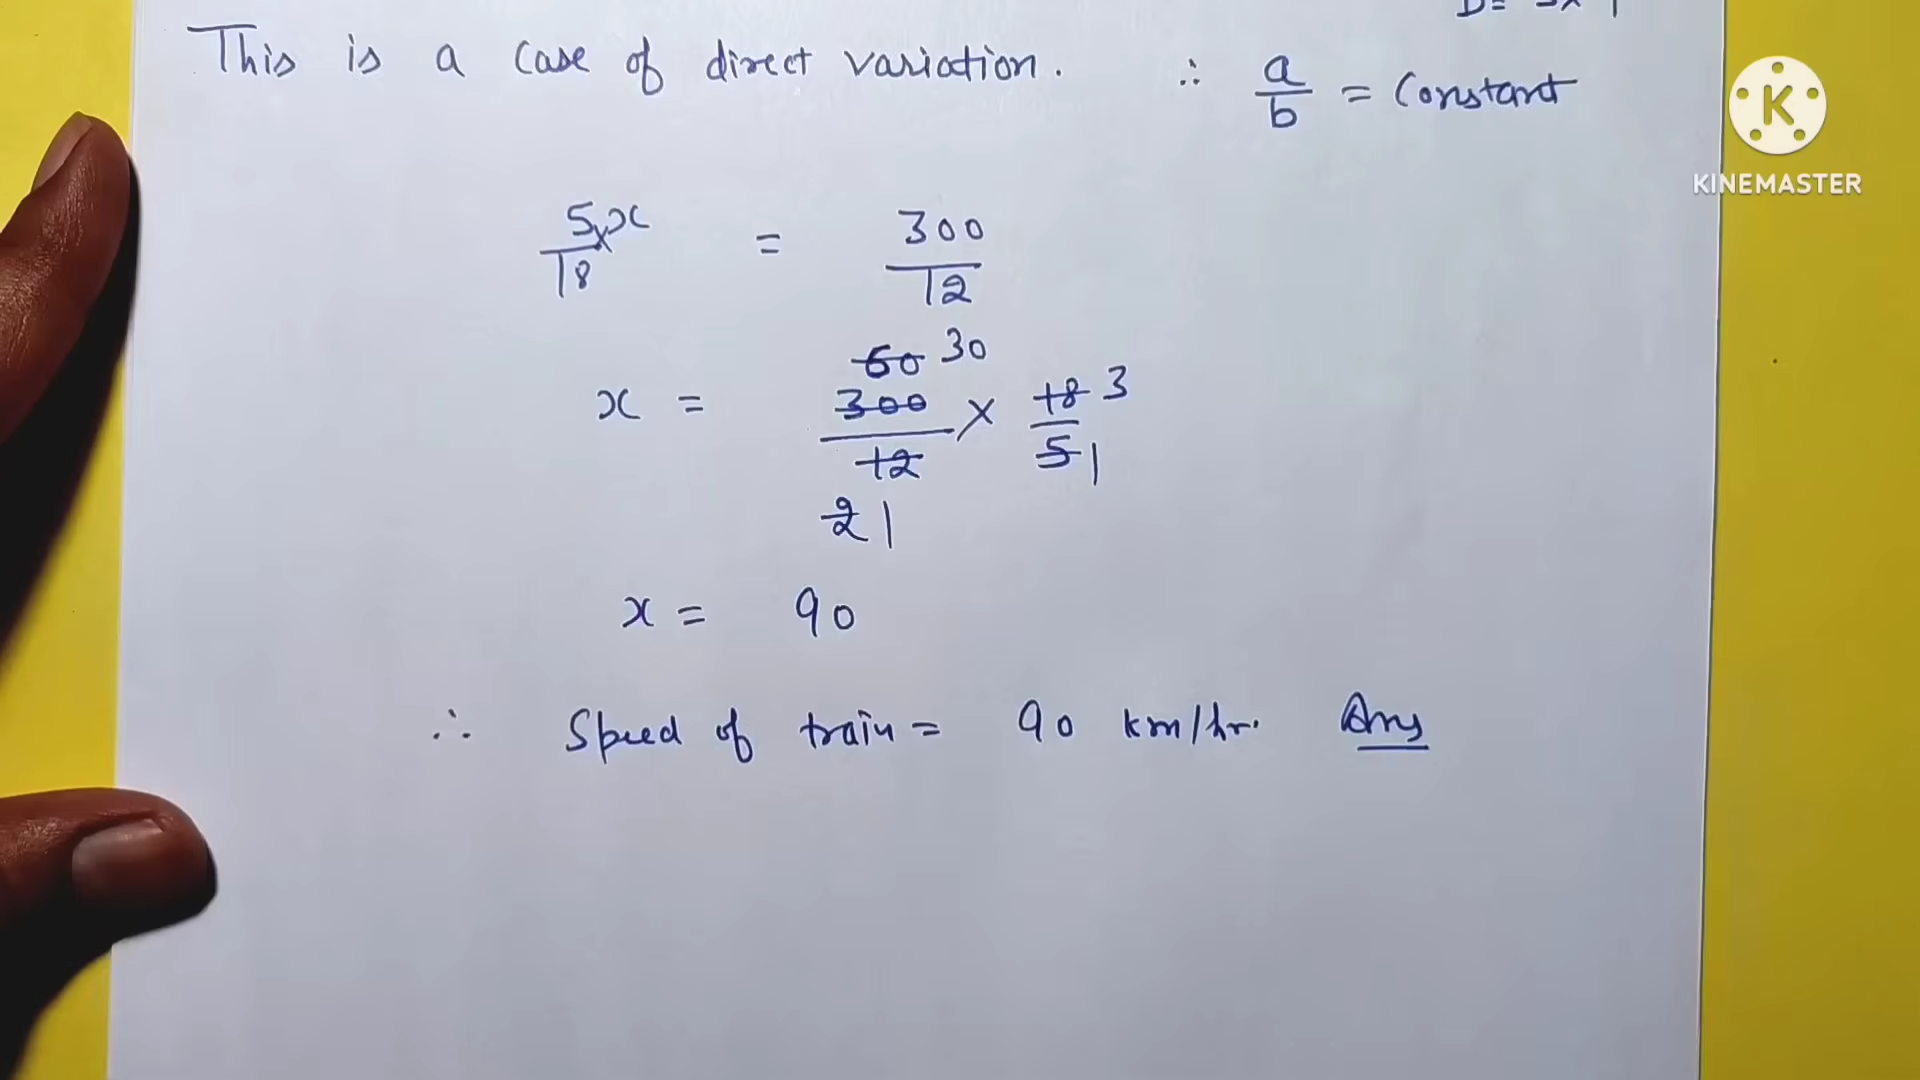 This is a case of direct variation. ∴ a/b = Constant
5×x/18 = 300/12
60 30
x = 300/12 × 18/5 3 1
2 1
x = 90
∴ Speed of train = 90 km/hr. Ans
K
KINEMASTER